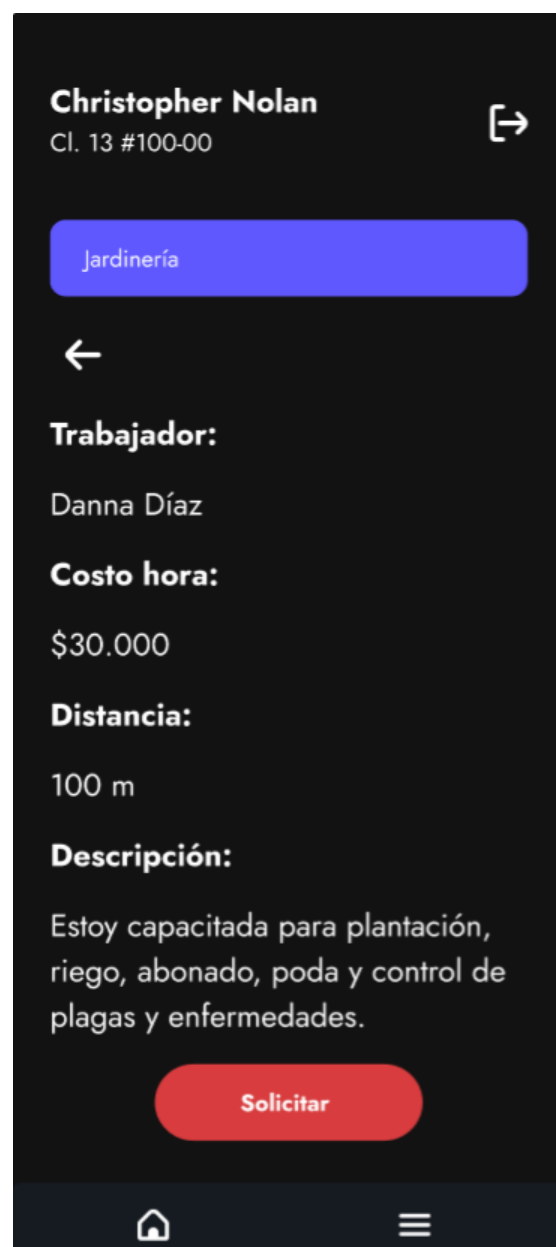 Christopher Nolan
Cl. 13 #100-00
Jardinería
Trabajador:
Danna Díaz
Costo hora:
$30.000
Distancia:
100 m
Descripción:
Estoy capacitada para plantación,
riego, abonado, poda y control de
plagas y enfermedades.
Solicitar